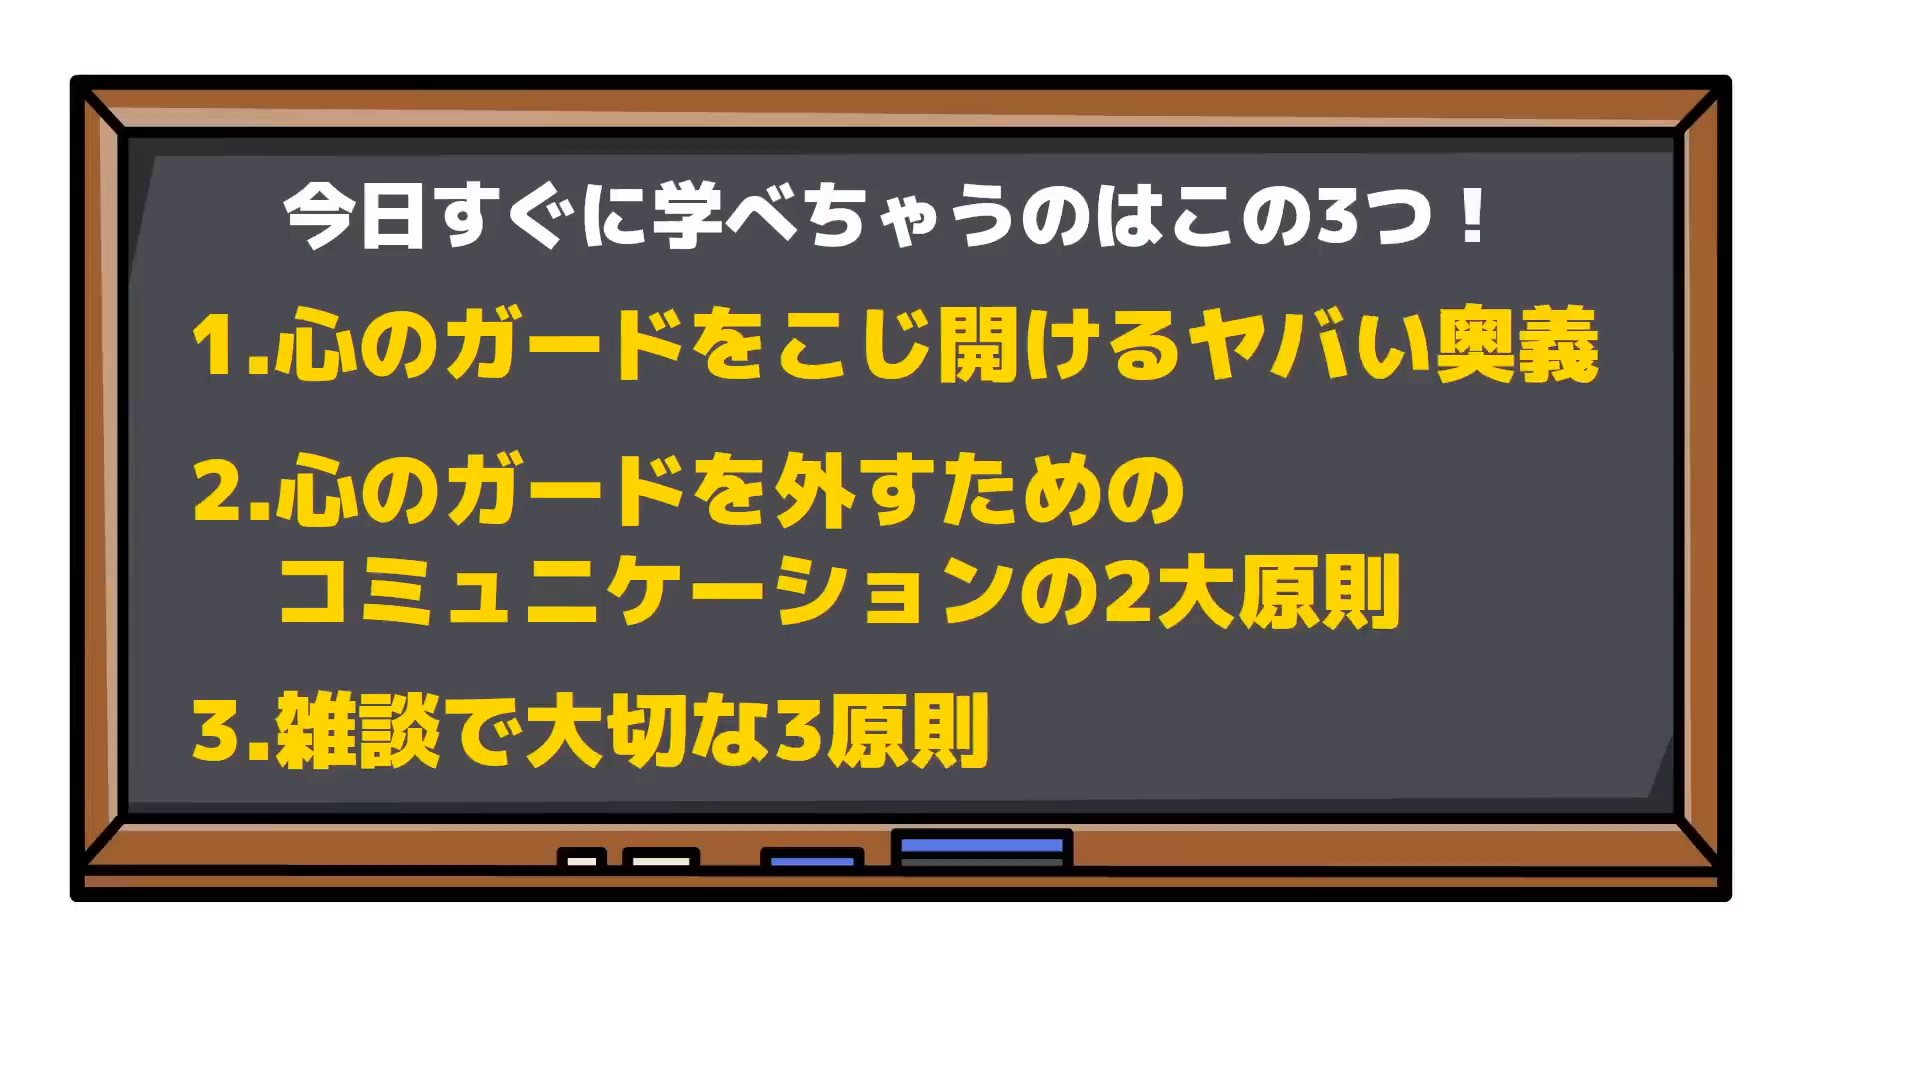 今日すぐに学べちゃうのはこの3つ！
1.心のガードをこじ開けるヤバい奥義
2.心のガードを外すための
コミュニケーションの2大原則
3.雑談で大切な3原則